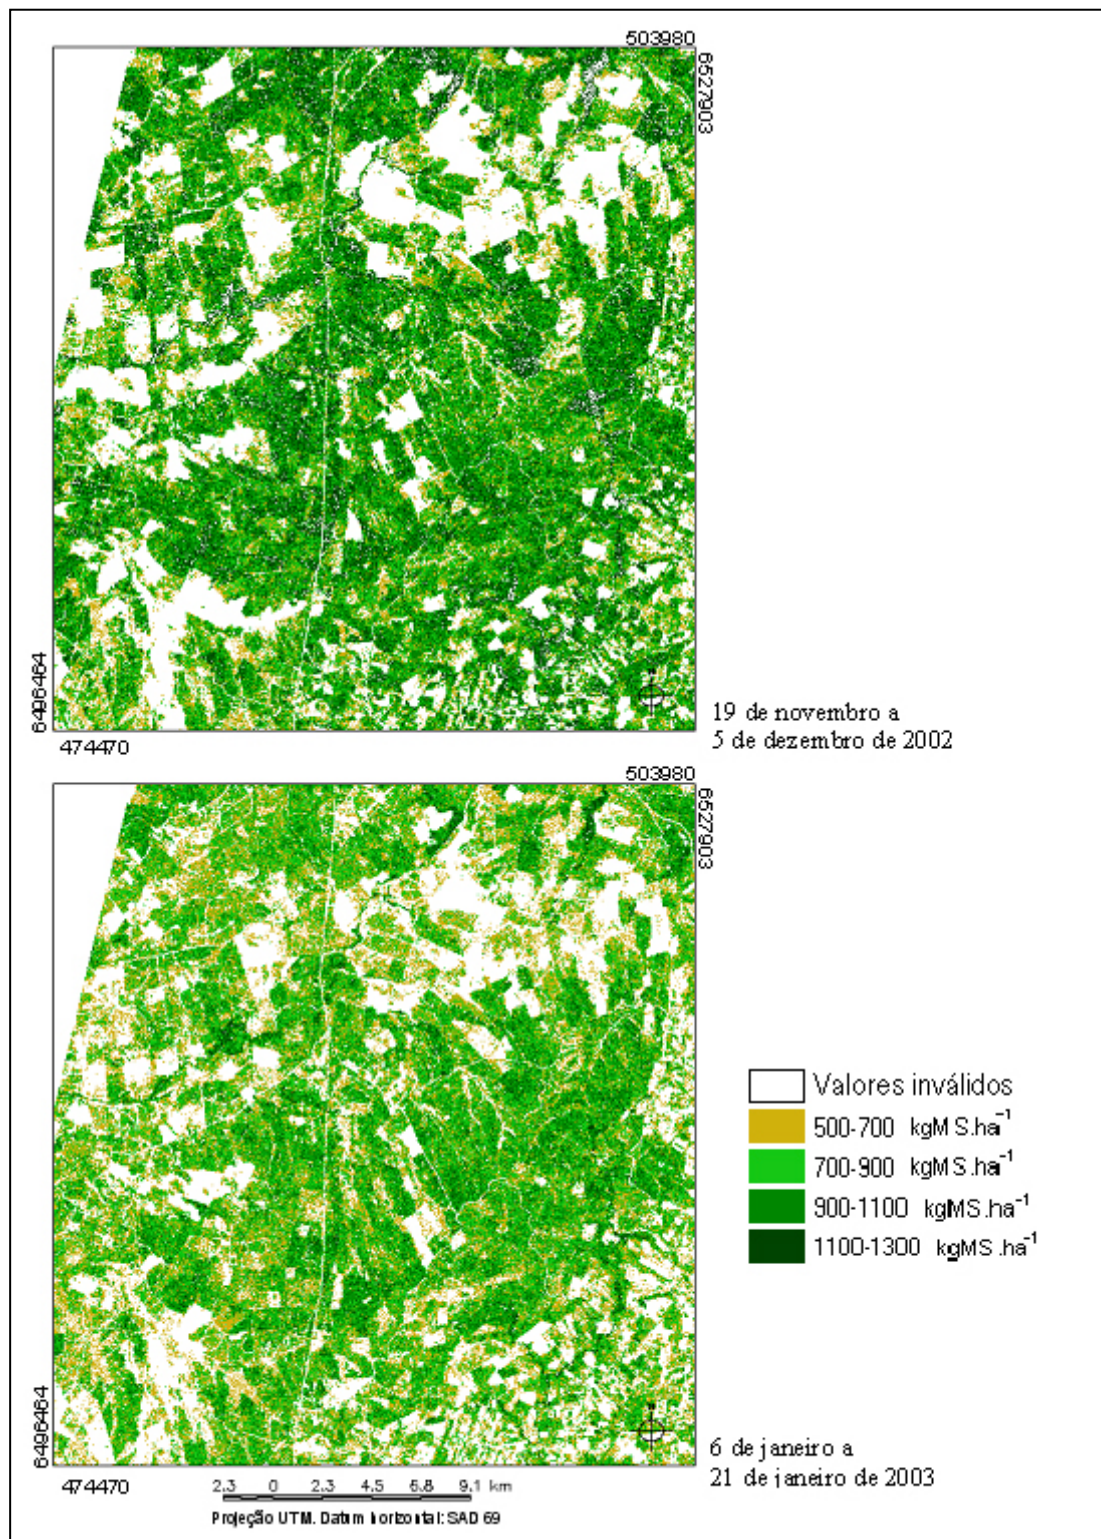 503980
6527903
6496464
474470
19 de novembro a
5 de dezembro de 2002
503980
6527903
6496464
474470
6 de janeiro a
21 de janeiro de 2003
Valores inválidos
500-700 kgMS.ha⁻¹
700-900 kgMS.ha⁻¹
900-1100 kgMS.ha⁻¹
1100-1300 kgMS.ha⁻¹
2.3 0 2.3 4.5 6.8 9.1 km
Projeção UTM. Datum horizontal: SAD 69